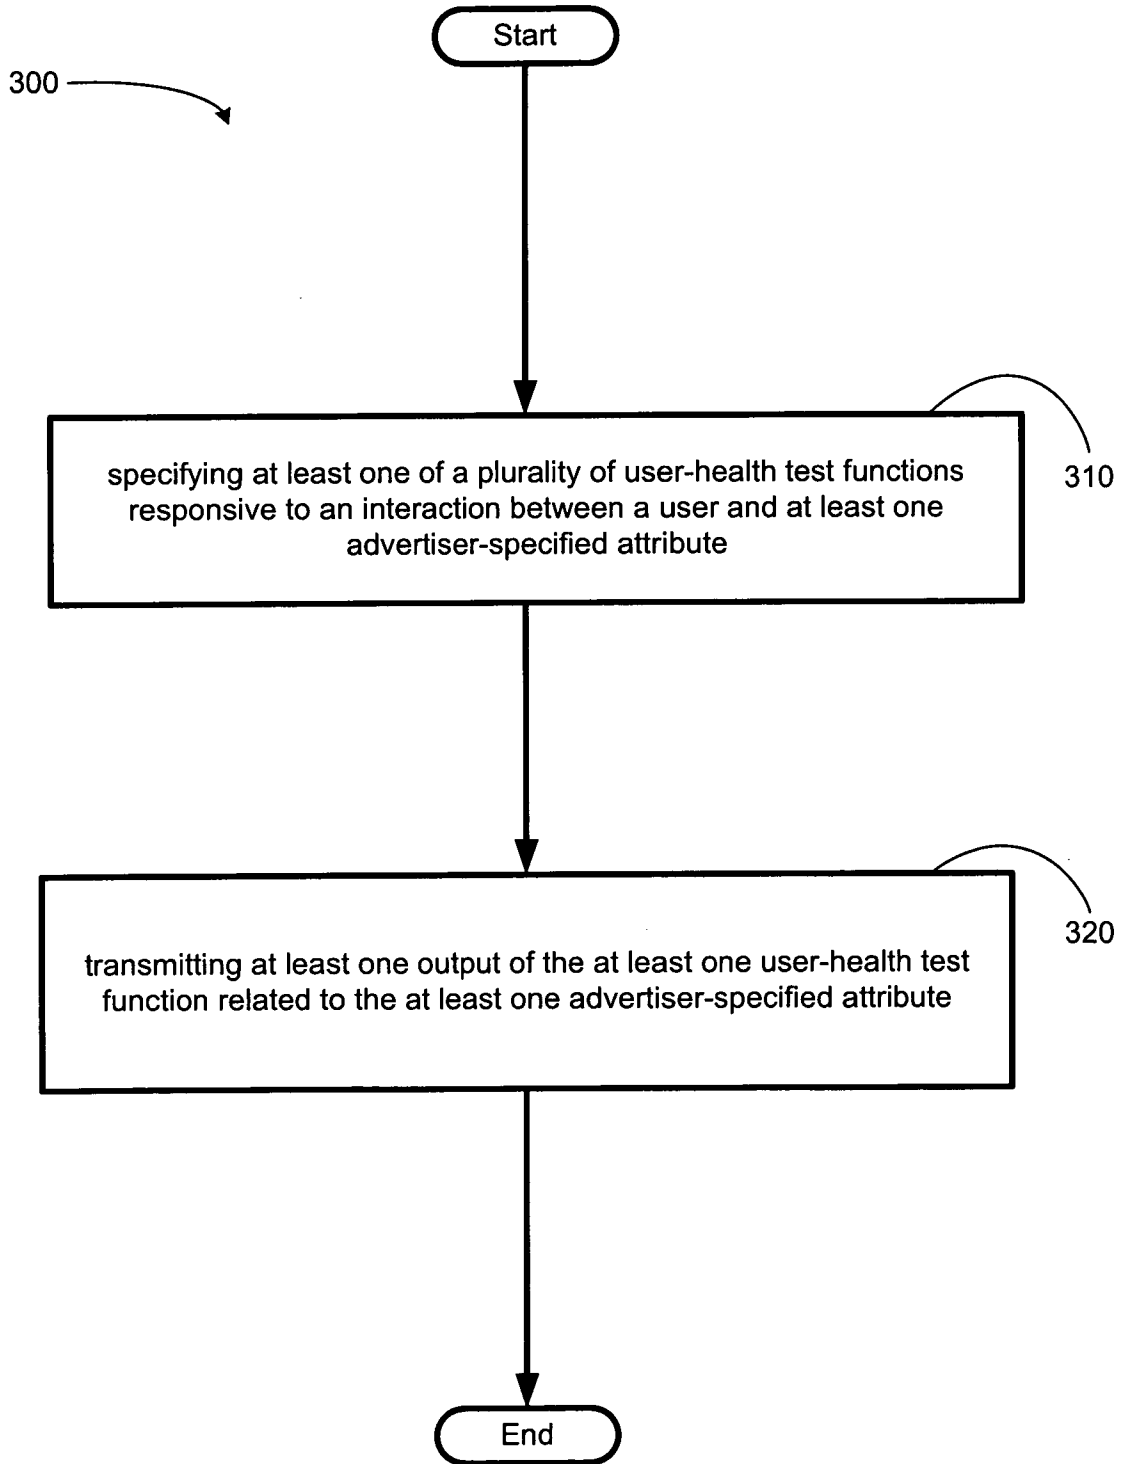 Start
300
specifying at least one of a plurality of user-health test functions
responsive to an interaction between a user and at least one
advertiser-specified attribute
310
transmitting at least one output of the at least one user-health test
function related to the at least one advertiser-specified attribute
320
End